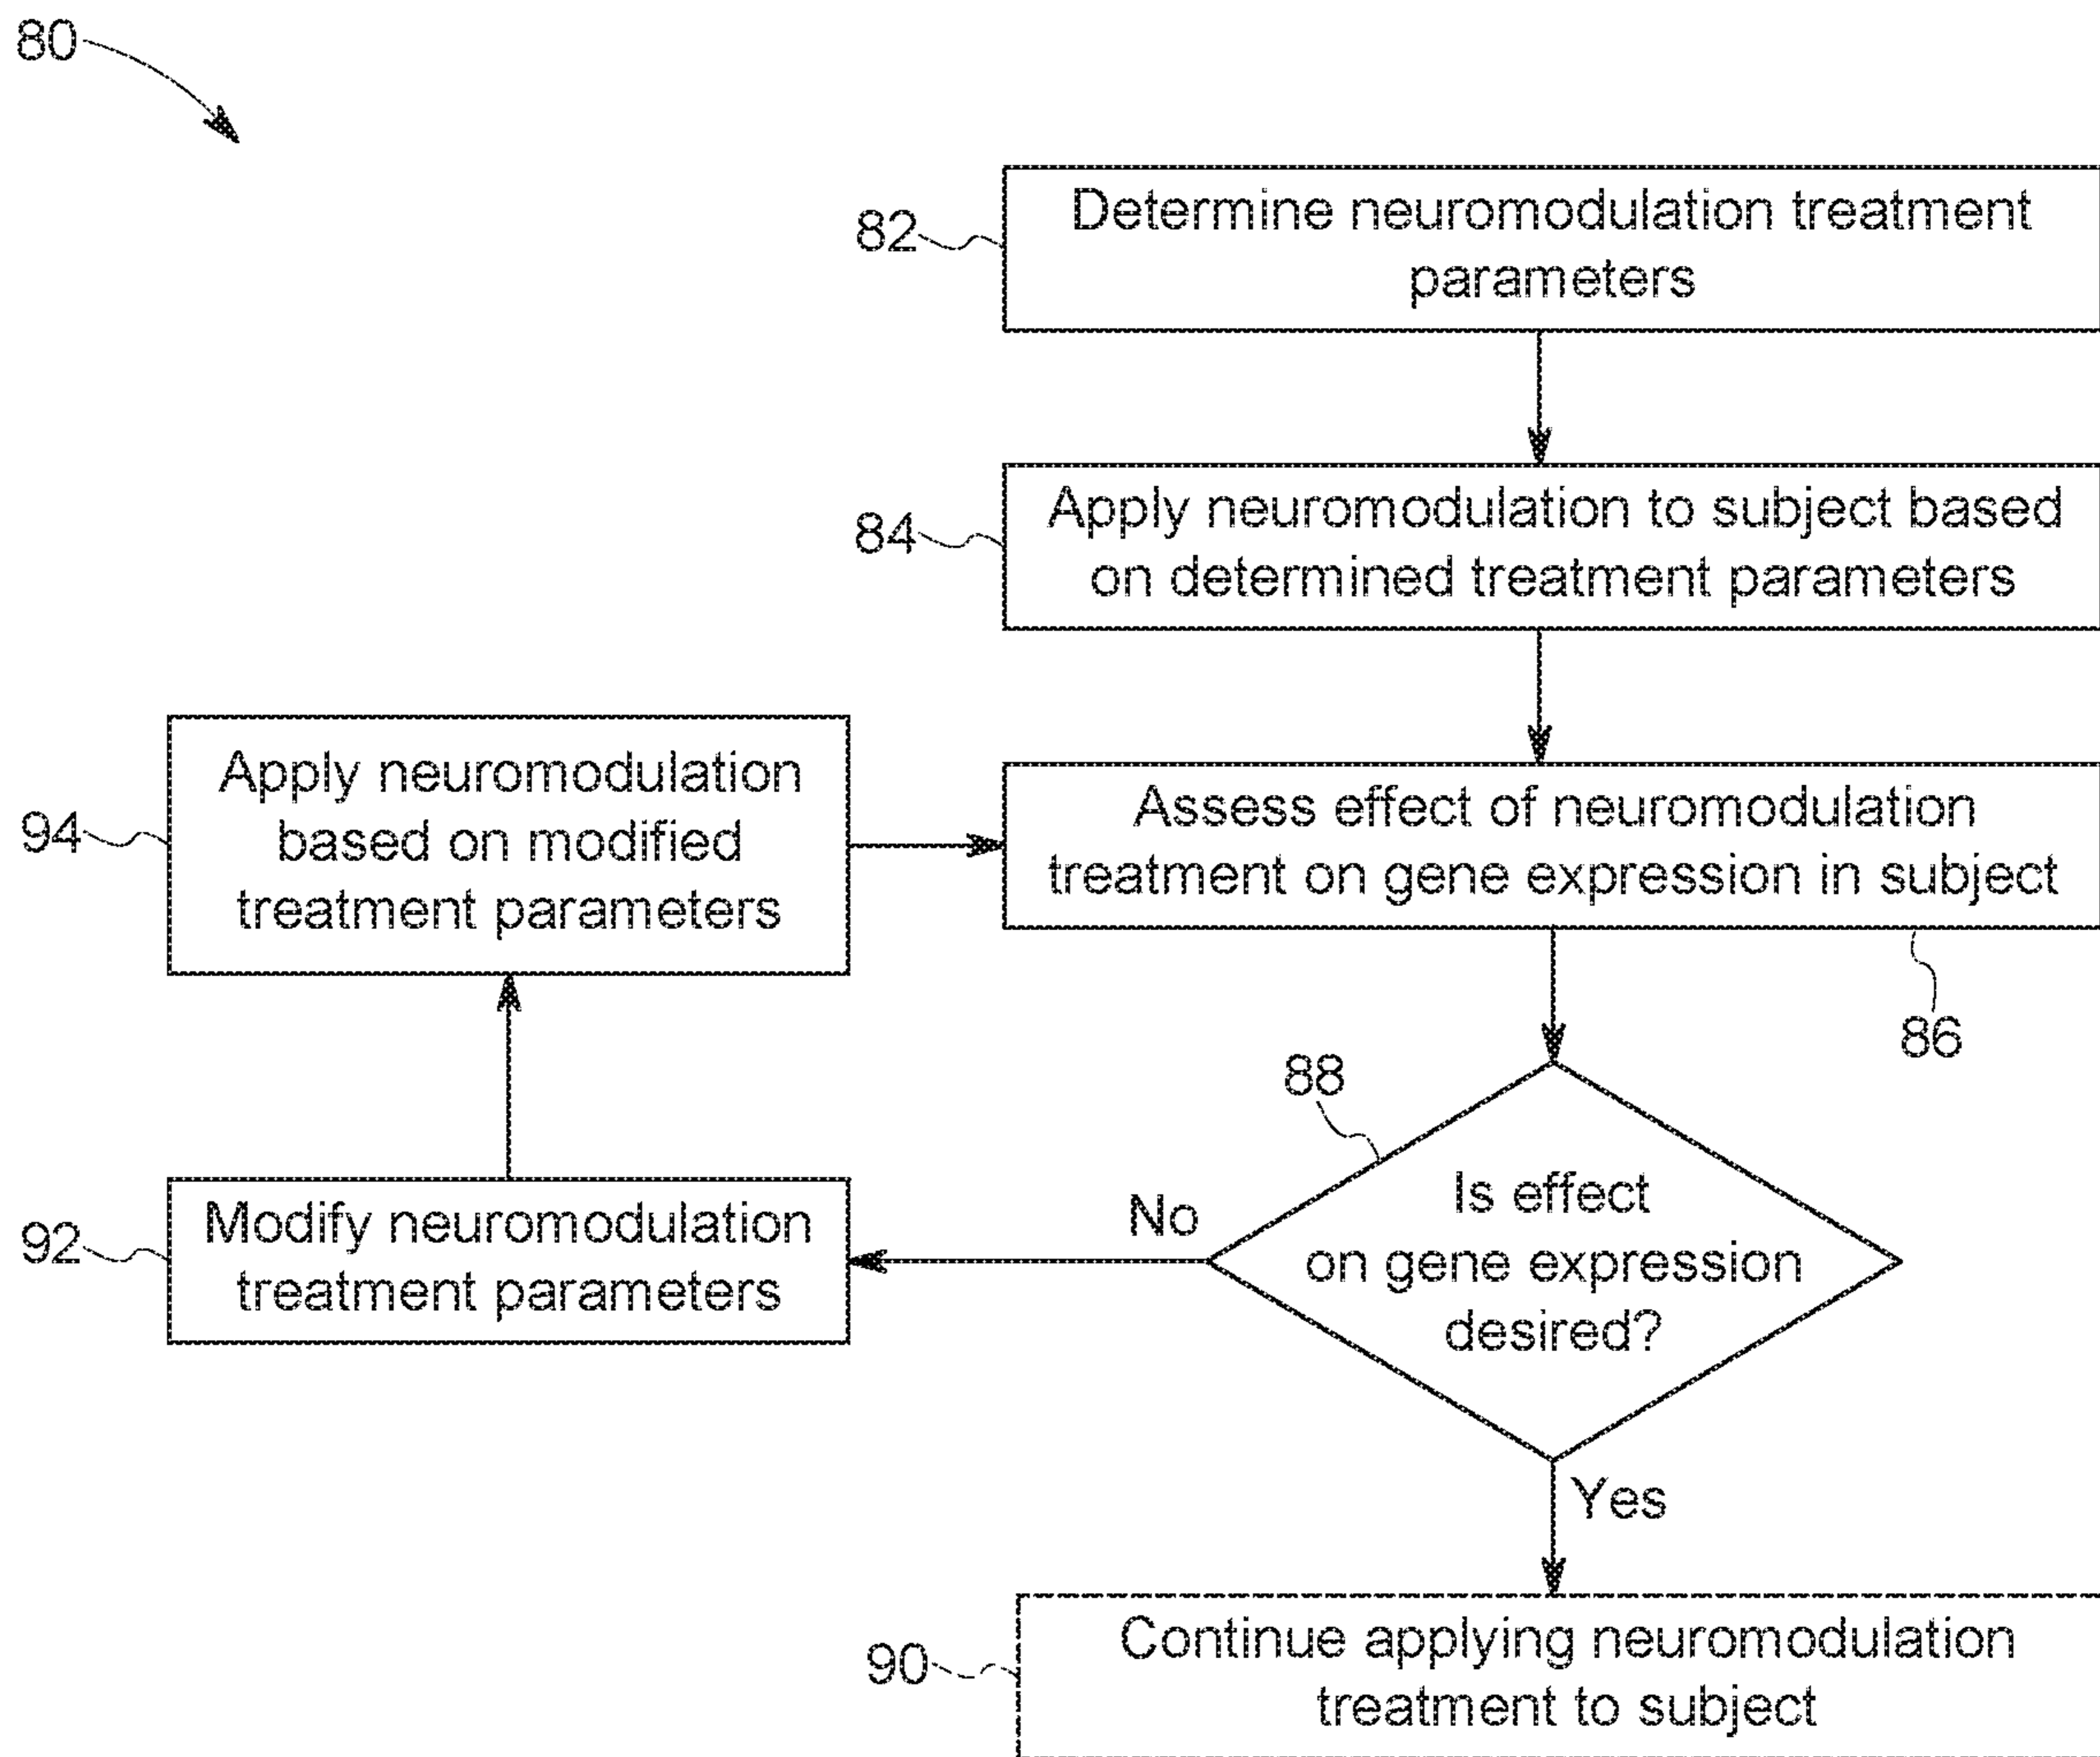 80
82
Determine neuromodulation treatment
parameters
84
Apply neuromodulation to subject based
on determined treatment parameters
94
Apply neuromodulation
based on modified
treatment parameters
Assess effect of neuromodulation
treatment on gene expression in subject
86
88
Is effect
on gene expression
desired?
No
92
Modify neuromodulation
treatment parameters
Yes
90
Continue applying neuromodulation
treatment to subject